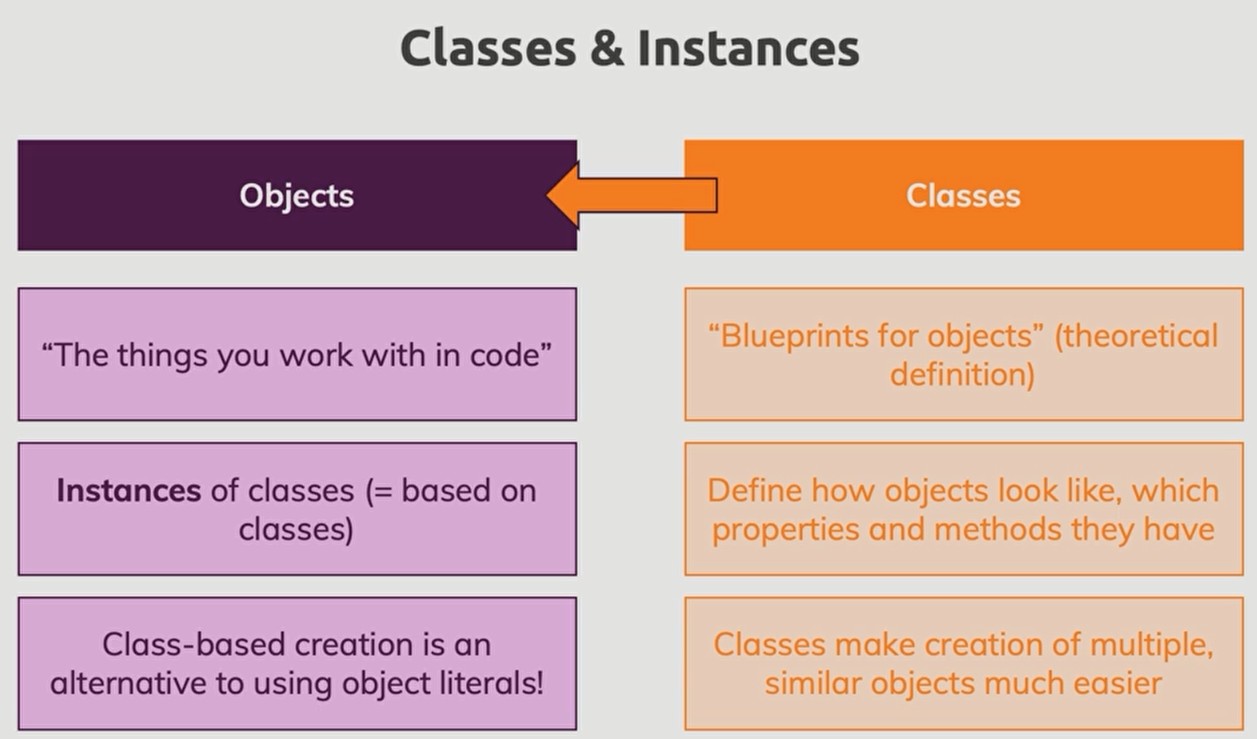 Classes & Instances
Objects
Classes
“The things you work with in code”
“Blueprints for objects” (theoretical
definition)
Instances of classes (= based on
classes)
Define how objects look like, which
properties and methods they have
Class-based creation is an
alternative to using object literals!
Classes make creation of multiple,
similar objects much easier